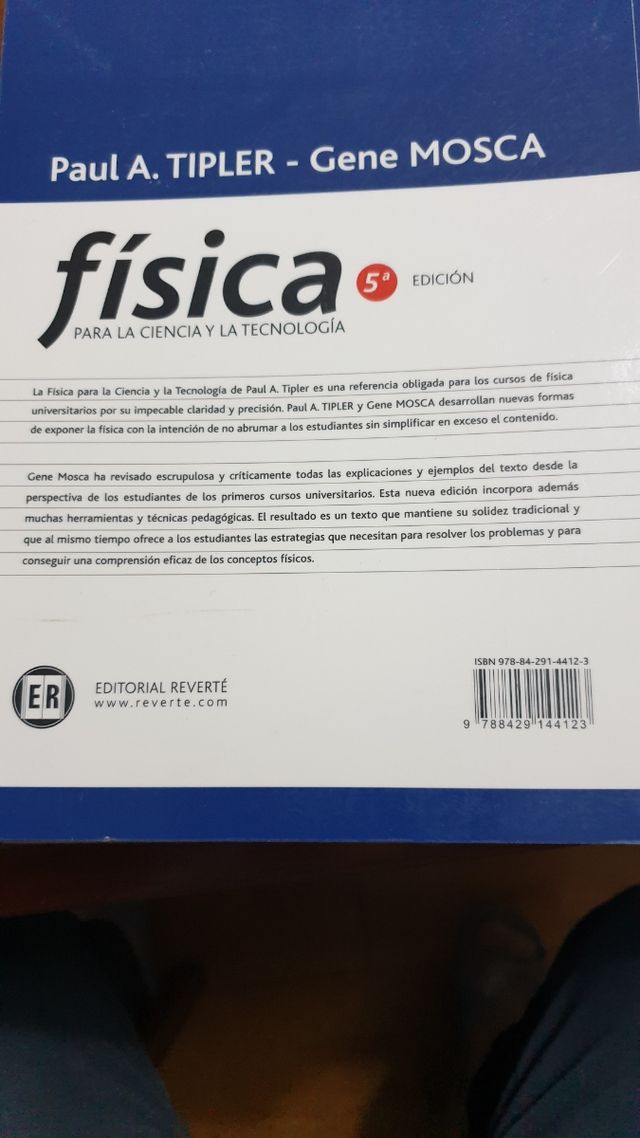 Paul A. TIPLER - Gene MOSCA
física 5ª EDICIÓN
PARA LA CIENCIA Y LA TECNOLOGÍA
La Física para la Ciencia y la Tecnología de Paul A. Tipler es una referencia obligada para los cursos de física
universitarios por su impecable claridad y precisión. Paul A. TIPLER y Gene MOSCA desarrollan nuevas formas
de exponer la física con la intención de no abrumar a los estudiantes sin simplificar en exceso el contenido.
Gene Mosca ha revisado escrupulosa y críticamente todas las explicaciones y ejemplos del texto desde la
perspectiva de los estudiantes de los primeros cursos universitarios. Esta nueva edición incorpora además
muchas herramientas y técnicas pedagógicas. El resultado es un texto que mantiene su solidez tradicional y
que al mismo tiempo ofrece a los estudiantes las estrategias que necesitan para resolver los problemas y para
conseguir una comprensión eficaz de los conceptos físicos.
ER
EDITORIAL REVERTÉ
www.reverte.com
ISBN 978-84-291-4412-3
9 788429 144123